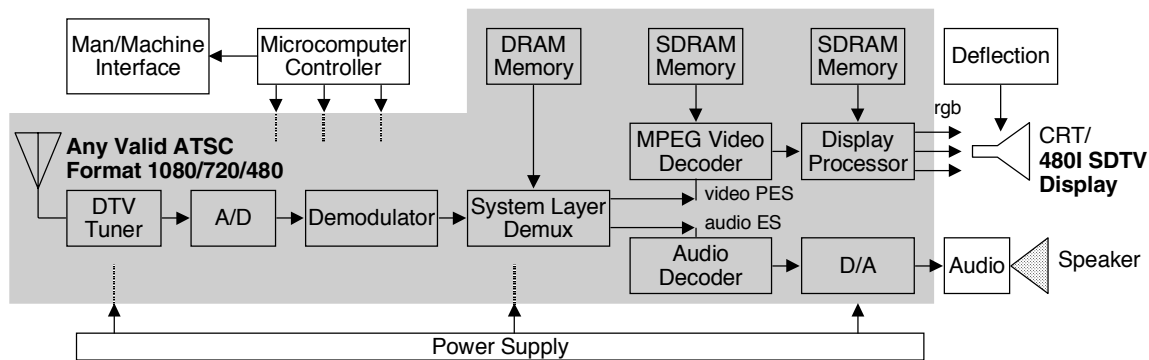 Man/Machine
Interface
Microcomputer
Controller
DRAM
Memory
SDRAM
Memory
SDRAM
Memory
Deflection
rgb
Any Valid ATSC
Format 1080/720/480
MPEG Video
Decoder
Display
Processor
CRT/
480I SDTV
Display
DTV
Tuner
A/D
Demodulator
System Layer
Demux
video PES
audio ES
Audio
Decoder
D/A
Audio
Speaker
Power Supply